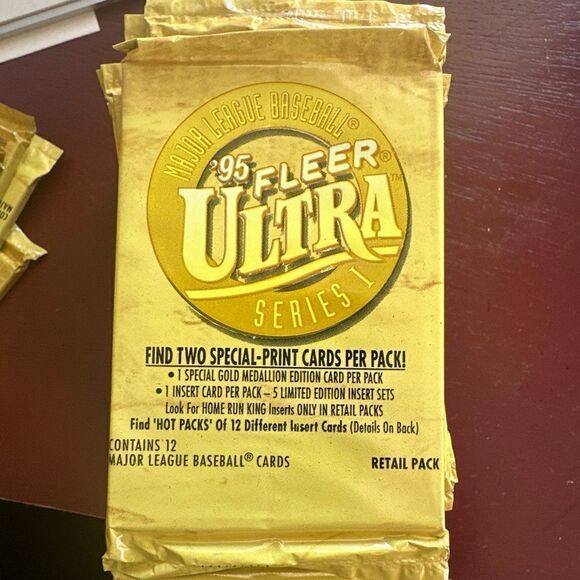 MAJOR LEAGUE BASEBALL®
'95 FLEER®
ULTRA™
SERIES I
FIND TWO SPECIAL-PRINT CARDS PER PACK!
• 1 SPECIAL GOLD MEDALLION EDITION CARD PER PACK
• 1 INSERT CARD PER PACK – 5 LIMITED EDITION INSERT SETS
Look For HOME RUN KING Inserts ONLY IN RETAIL PACKS
Find 'HOT PACKS' Of 12 Different Insert Cards (Details On Back)
CONTAINS 12
MAJOR LEAGUE BASEBALL® CARDS
RETAIL PACK